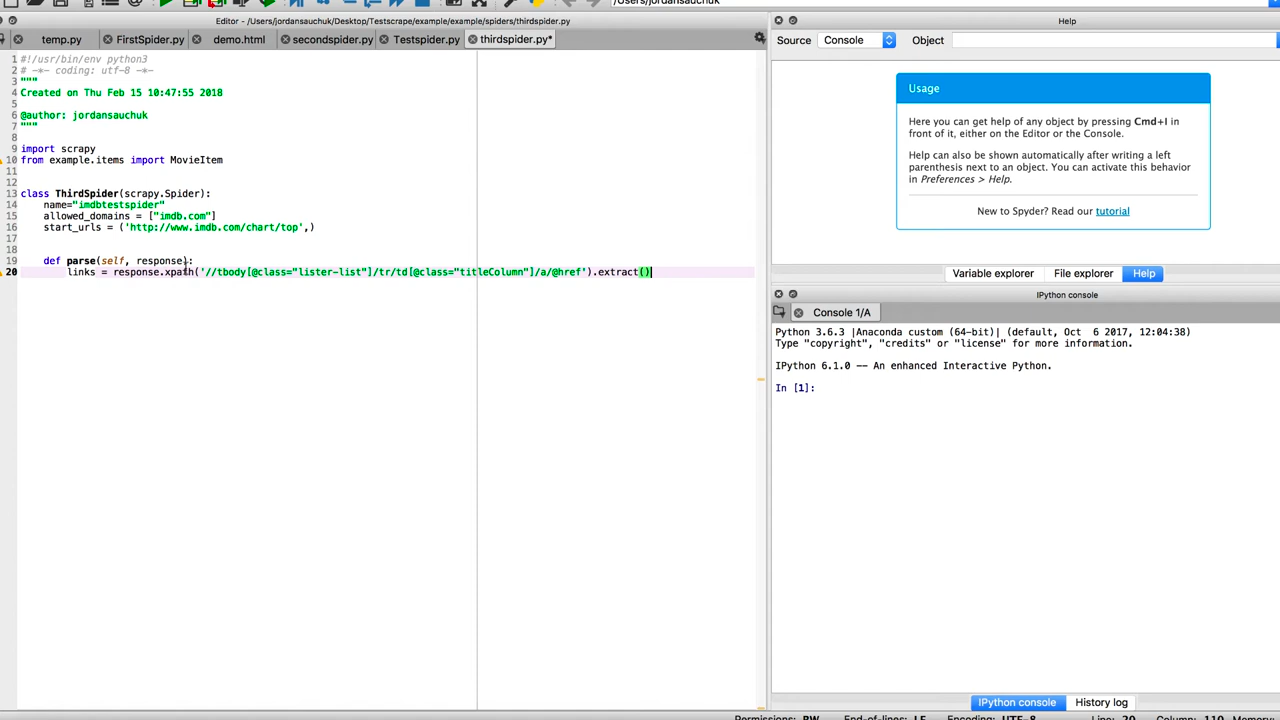 /Users/jordansauchuk
Editor - /Users/jordansauchuk/Desktop/Testscrape/example/example/spiders/thirdspider.py
temp.py FirstSpider.py demo.html secondspider.py Testspider.py thirdspider.py*
1 #!/usr/bin/env python3
2 # -*- coding: utf-8 -*-
3 """
4 Created on Thu Feb 15 10:47:55 2018
5
6 @author: jordansauchuk
7 """
8
9 import scrapy
10 from example.items import MovieItem
11
12
13 class ThirdSpider(scrapy.Spider):
14 name="imdbtestspider"
15 allowed_domains = ["imdb.com"]
16 start_urls = ('http://www.imdb.com/chart/top',)
17
18
19 def parse(self, response):
20 links = response.xpath('//tbody[@class="lister-list"]/tr/td[@class="titleColumn"]/a/@href').extract()
Help
Source Console Object
Usage
Here you can get help of any object by pressing Cmd+I in
front of it, either on the Editor or the Console.
Help can also be shown automatically after writing a left
parenthesis next to an object. You can activate this behavior
in Preferences > Help.
New to Spyder? Read our tutorial
Variable explorer File explorer Help
IPython console
Console 1/A
Python 3.6.3 |Anaconda custom (64-bit)| (default, Oct 6 2017, 12:04:38)
Type "copyright", "credits" or "license" for more information.
IPython 6.1.0 -- An enhanced Interactive Python.
In [1]:
IPython console History log
Permissions: RW End-of-lines: LF Encoding: UTF-8 Line: 20 Column: 110 Memory: